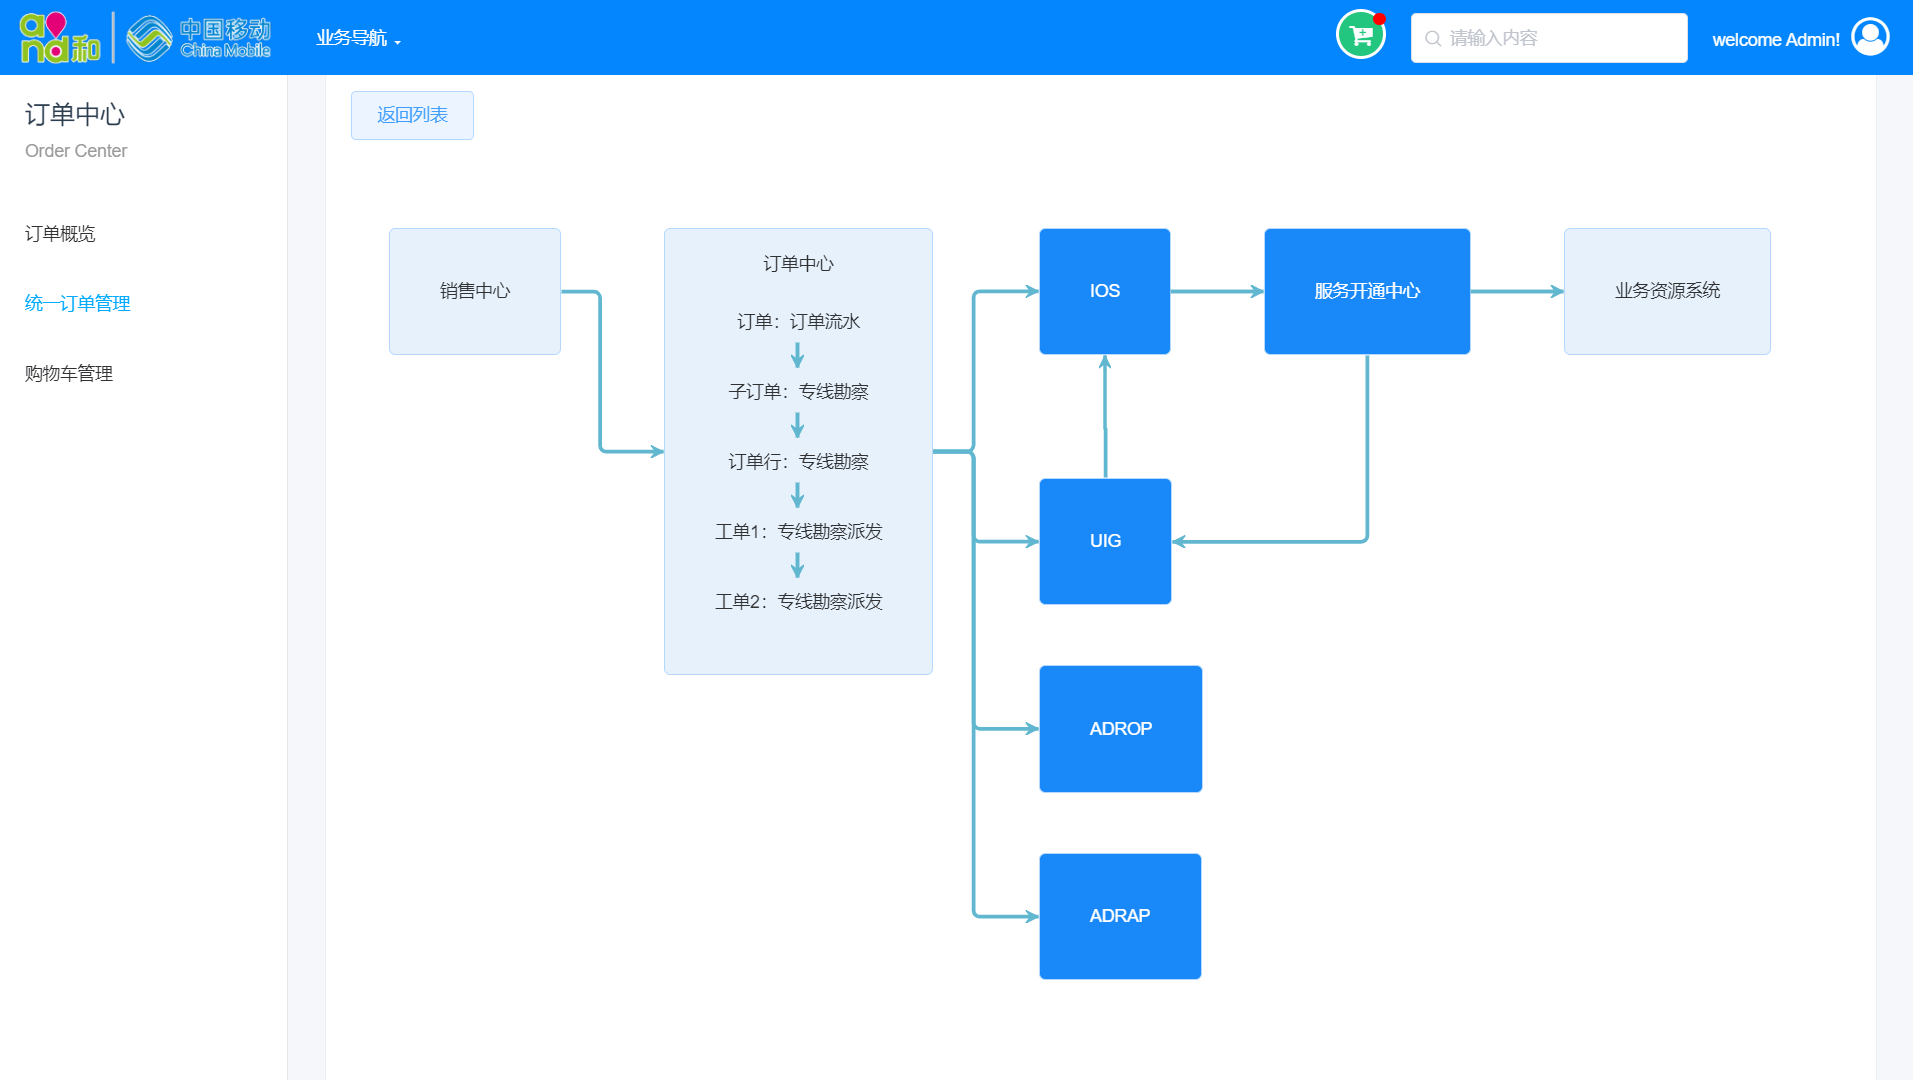 and和
中国移动
China Mobile
业务导航
请输入内容
welcome Admin!
订单中心
Order Center
订单概览
统一订单管理
购物车管理
返回列表
销售中心
订单中心
订单：订单流水
子订单：专线勘察
订单行：专线勘察
工单1：专线勘察派发
工单2：专线勘察派发
IOS
服务开通中心
业务资源系统
UIG
ADROP
ADRAP